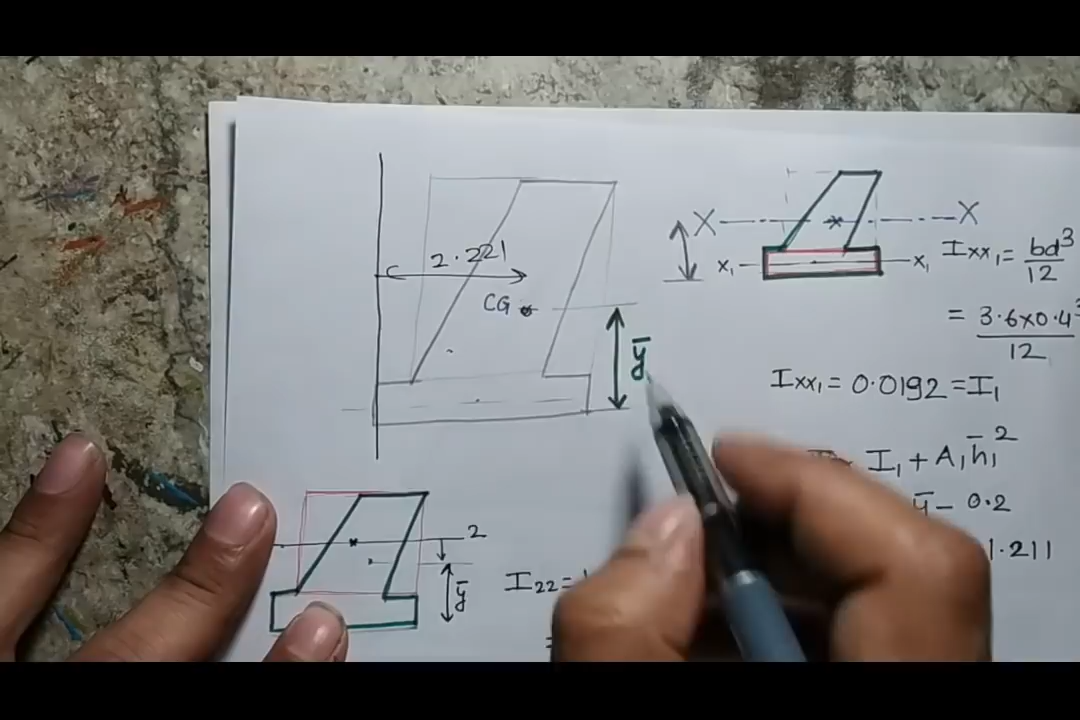 2.221
CG
ȳ
X X
x₁ x₁
Ixx₁ = bd³
12
= 3.6×0.4³
12
Ixx₁ = 0.0192 = I₁
I₁ + A₁h̄₁²
ȳ - 0.2
1.211
2
ȳ
I₂₂ =
=